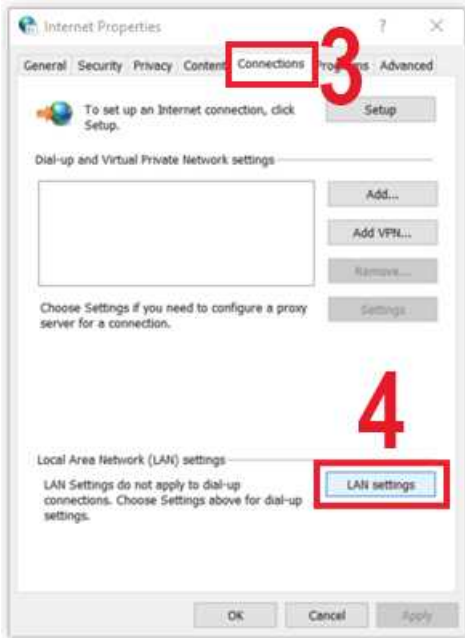 Internet Properties
?
General Security Privacy Content Connections Programs Advanced
3
To set up an Internet connection, click
Setup.
Setup
Dial-up and Virtual Private Network settings
Add...
Add VPN...
Remove...
Choose Settings if you need to configure a proxy
server for a connection.
Settings
4
Local Area Network (LAN) settings
LAN Settings do not apply to dial-up
connections. Choose Settings above for dial-up
settings.
LAN settings
OK Cancel Apply